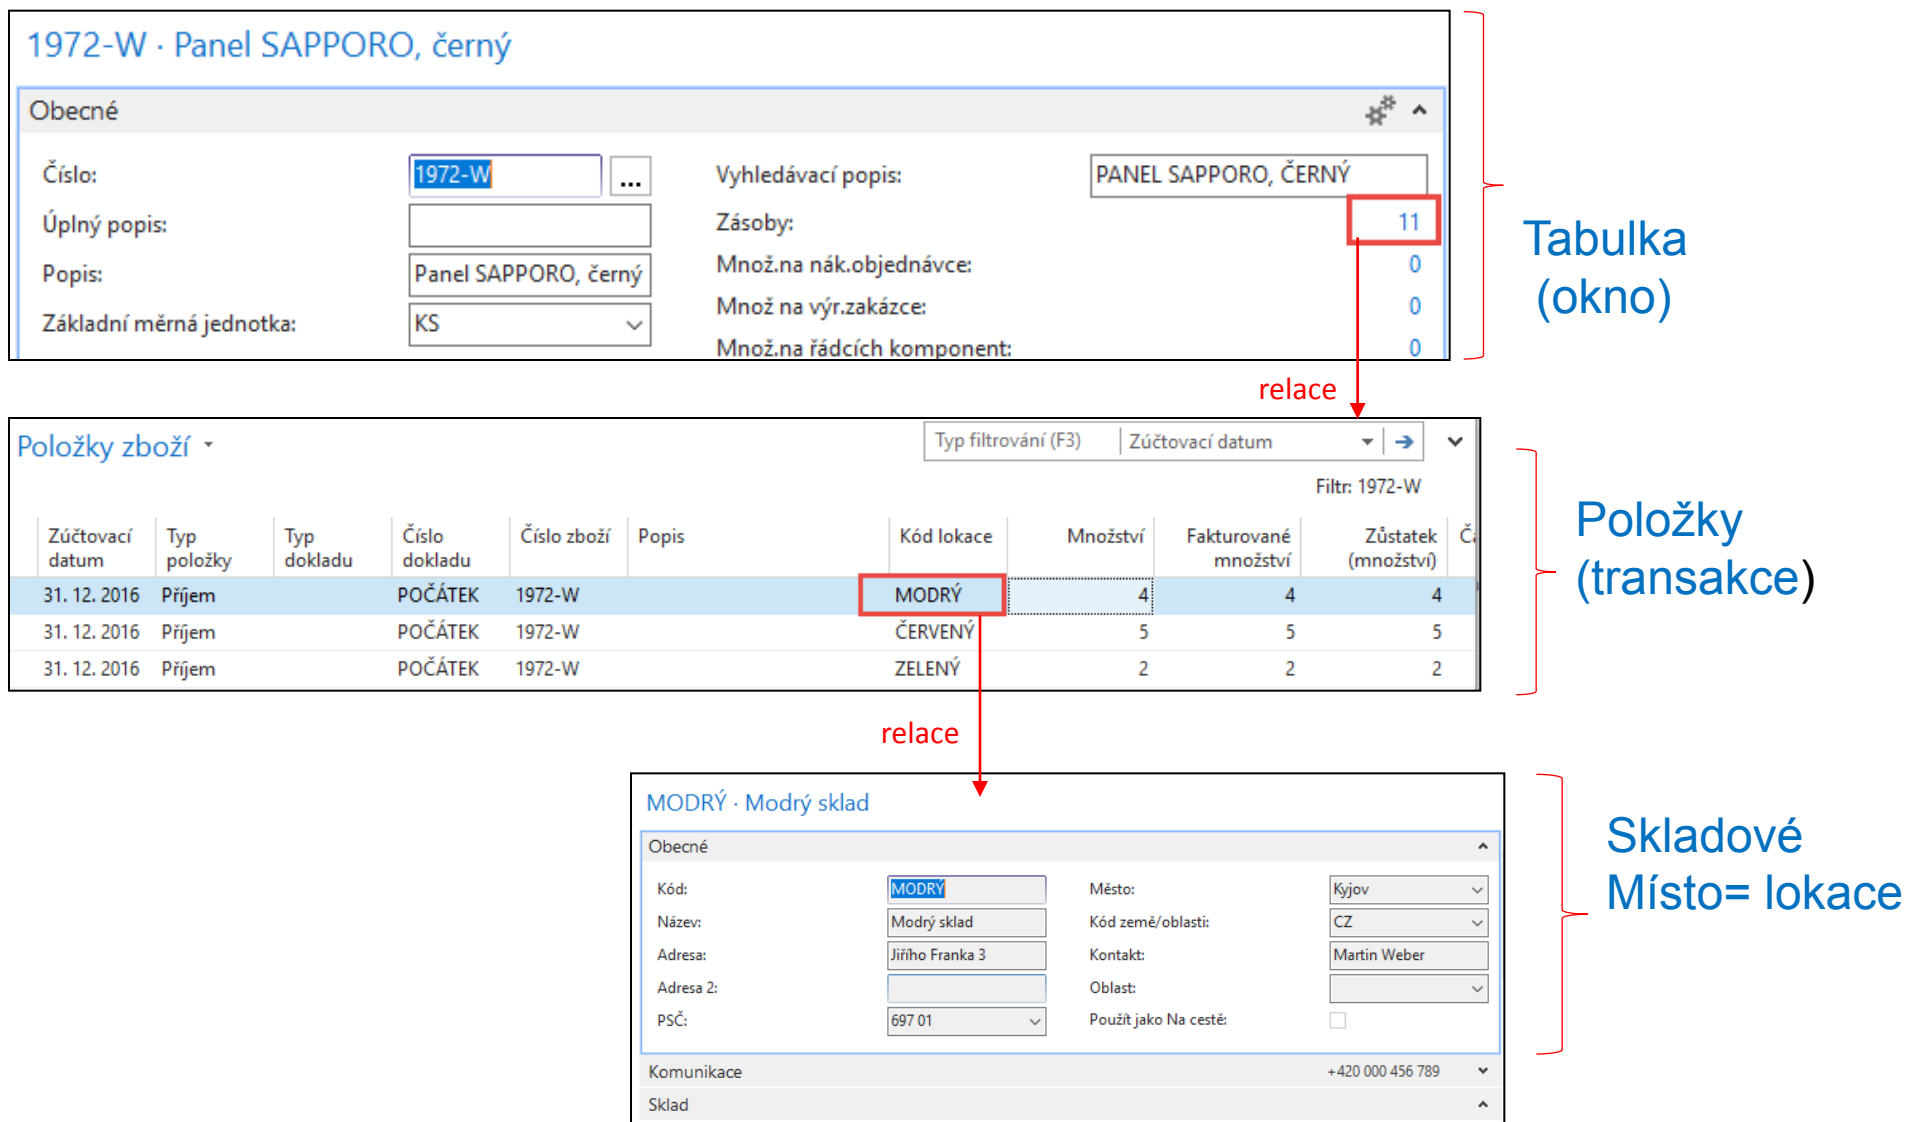 1972-W · Panel SAPPORO, černý
Obecné
Číslo: 1972-W ... Vyhledávací popis: PANEL SAPPORO, ČERNÝ
Úplný popis: Zásoby: 11
Popis: Panel SAPPORO, černý Množ.na nák.objednávce: 0
Základní měrná jednotka: KS Množ na výr.zakázce: 0
Množ.na řádcích komponent: 0
Tabulka
(okno)
relace
Položky zboží Typ filtrování (F3) Zúčtovací datum
Filtr: 1972-W
Zúčtovací datum Typ položky Typ dokladu Číslo dokladu Číslo zboží Popis Kód lokace Množství Fakturované množství Zůstatek (množství)
31. 12. 2016 Příjem POČÁTEK 1972-W MODRÝ 4 4 4
31. 12. 2016 Příjem POČÁTEK 1972-W ČERVENÝ 5 5 5
31. 12. 2016 Příjem POČÁTEK 1972-W ZELENÝ 2 2 2
Položky
(transakce)
relace
MODRÝ · Modrý sklad
Obecné
Kód: MODRÝ Město: Kyjov
Název: Modrý sklad Kód země/oblasti: CZ
Adresa: Jiřího Franka 3 Kontakt: Martin Weber
Adresa 2: Oblast:
PSČ: 697 01 Použít jako Na cestě:
Komunikace +420 000 456 789
Sklad
Skladové
Místo= lokace